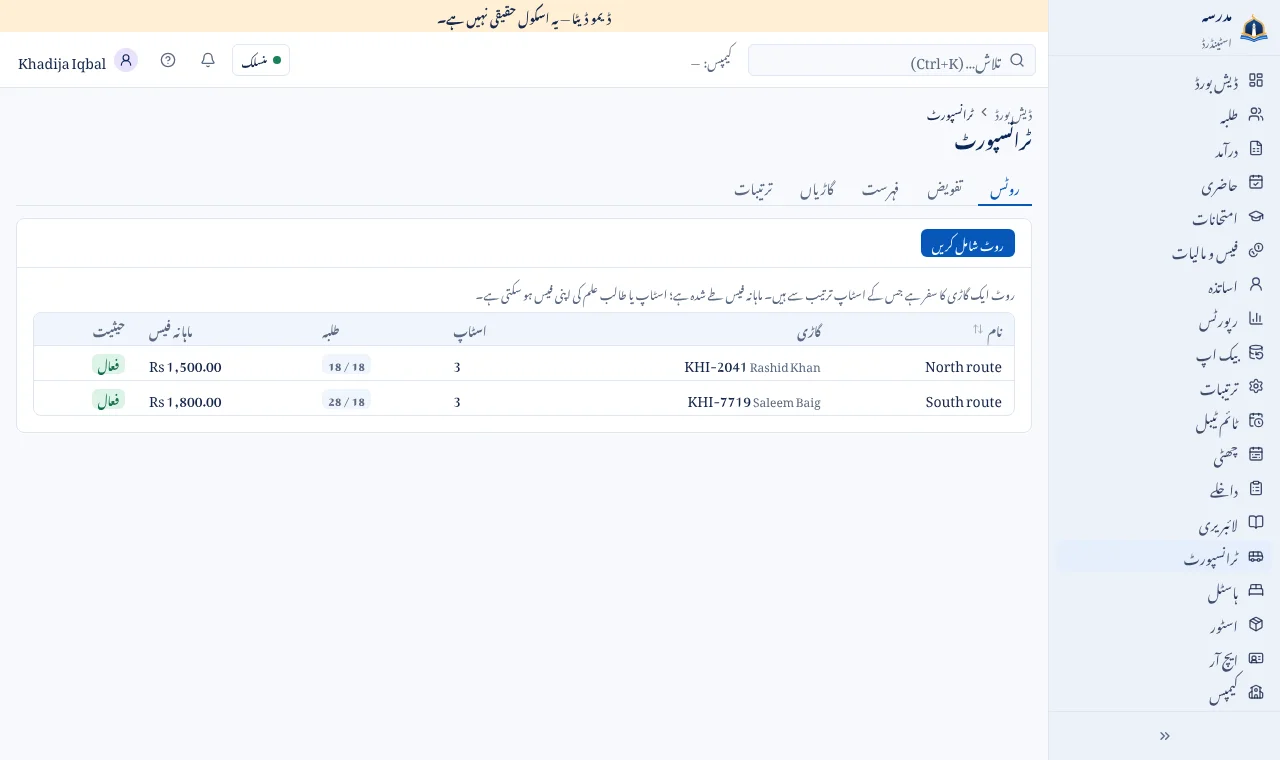 ڈیمو ڈیٹا — یہ اسکول حقیقی نہیں ہے۔
مدرسہ
اسٹینڈرڈ
ڈیش بورڈ
طلبہ
درآمد
حاضری
امتحانات
فیس و مالیات
اساتذہ
رپورٹس
بیک اپ
ترتیبات
ٹائم ٹیبل
چھٹی
داخلے
لائبریری
ٹرانسپورٹ
ہاسٹل
اسٹور
ایچ آر
کیمپس
تلاش... (Ctrl+K)
کیمپس: —
منسلک
Khadija Iqbal
ڈیش بورڈ › ٹرانسپورٹ
ٹرانسپورٹ
روٹس تفویض فہرست گاڑیاں ترتیبات
روٹ شامل کریں
روٹ ایک گاڑی کا سفر ہے جس کے اسٹاپ ترتیب سے ہیں۔ ماہانہ فیس طے شدہ ہے؛ اسٹاپ یا طالب علم کی اپنی فیس ہو سکتی ہے۔
نام گاڑی اسٹاپ طلبہ ماہانہ فیس حیثیت
North route KHI-2041 Rashid Khan 3 18 / 18 Rs 1,500.00 فعال
South route KHI-7719 Saleem Baig 3 28 / 18 Rs 1,800.00 فعال